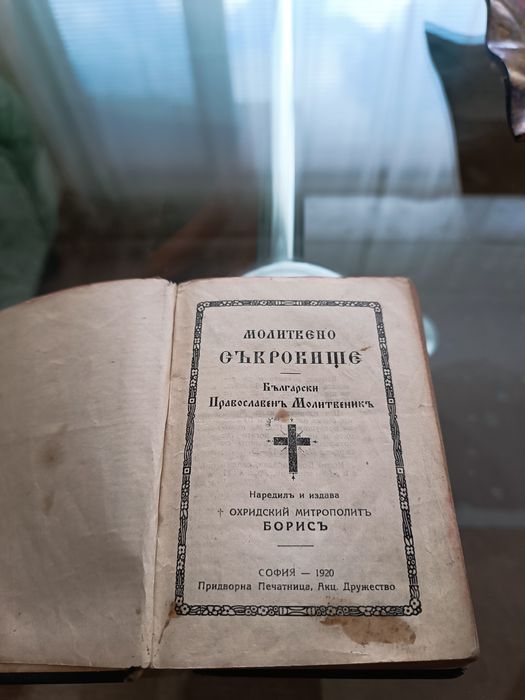 МОЛИТВЕНО
СЪКРОВИЩЕ
Български
Православенъ Молитвеникъ
Наредилъ и издава
† ОХРИДСКИЙ МИТРОПОЛИТЪ
БОРИСЪ
СОФИЯ — 1920
Придворна Печатница, Акц. Дружество